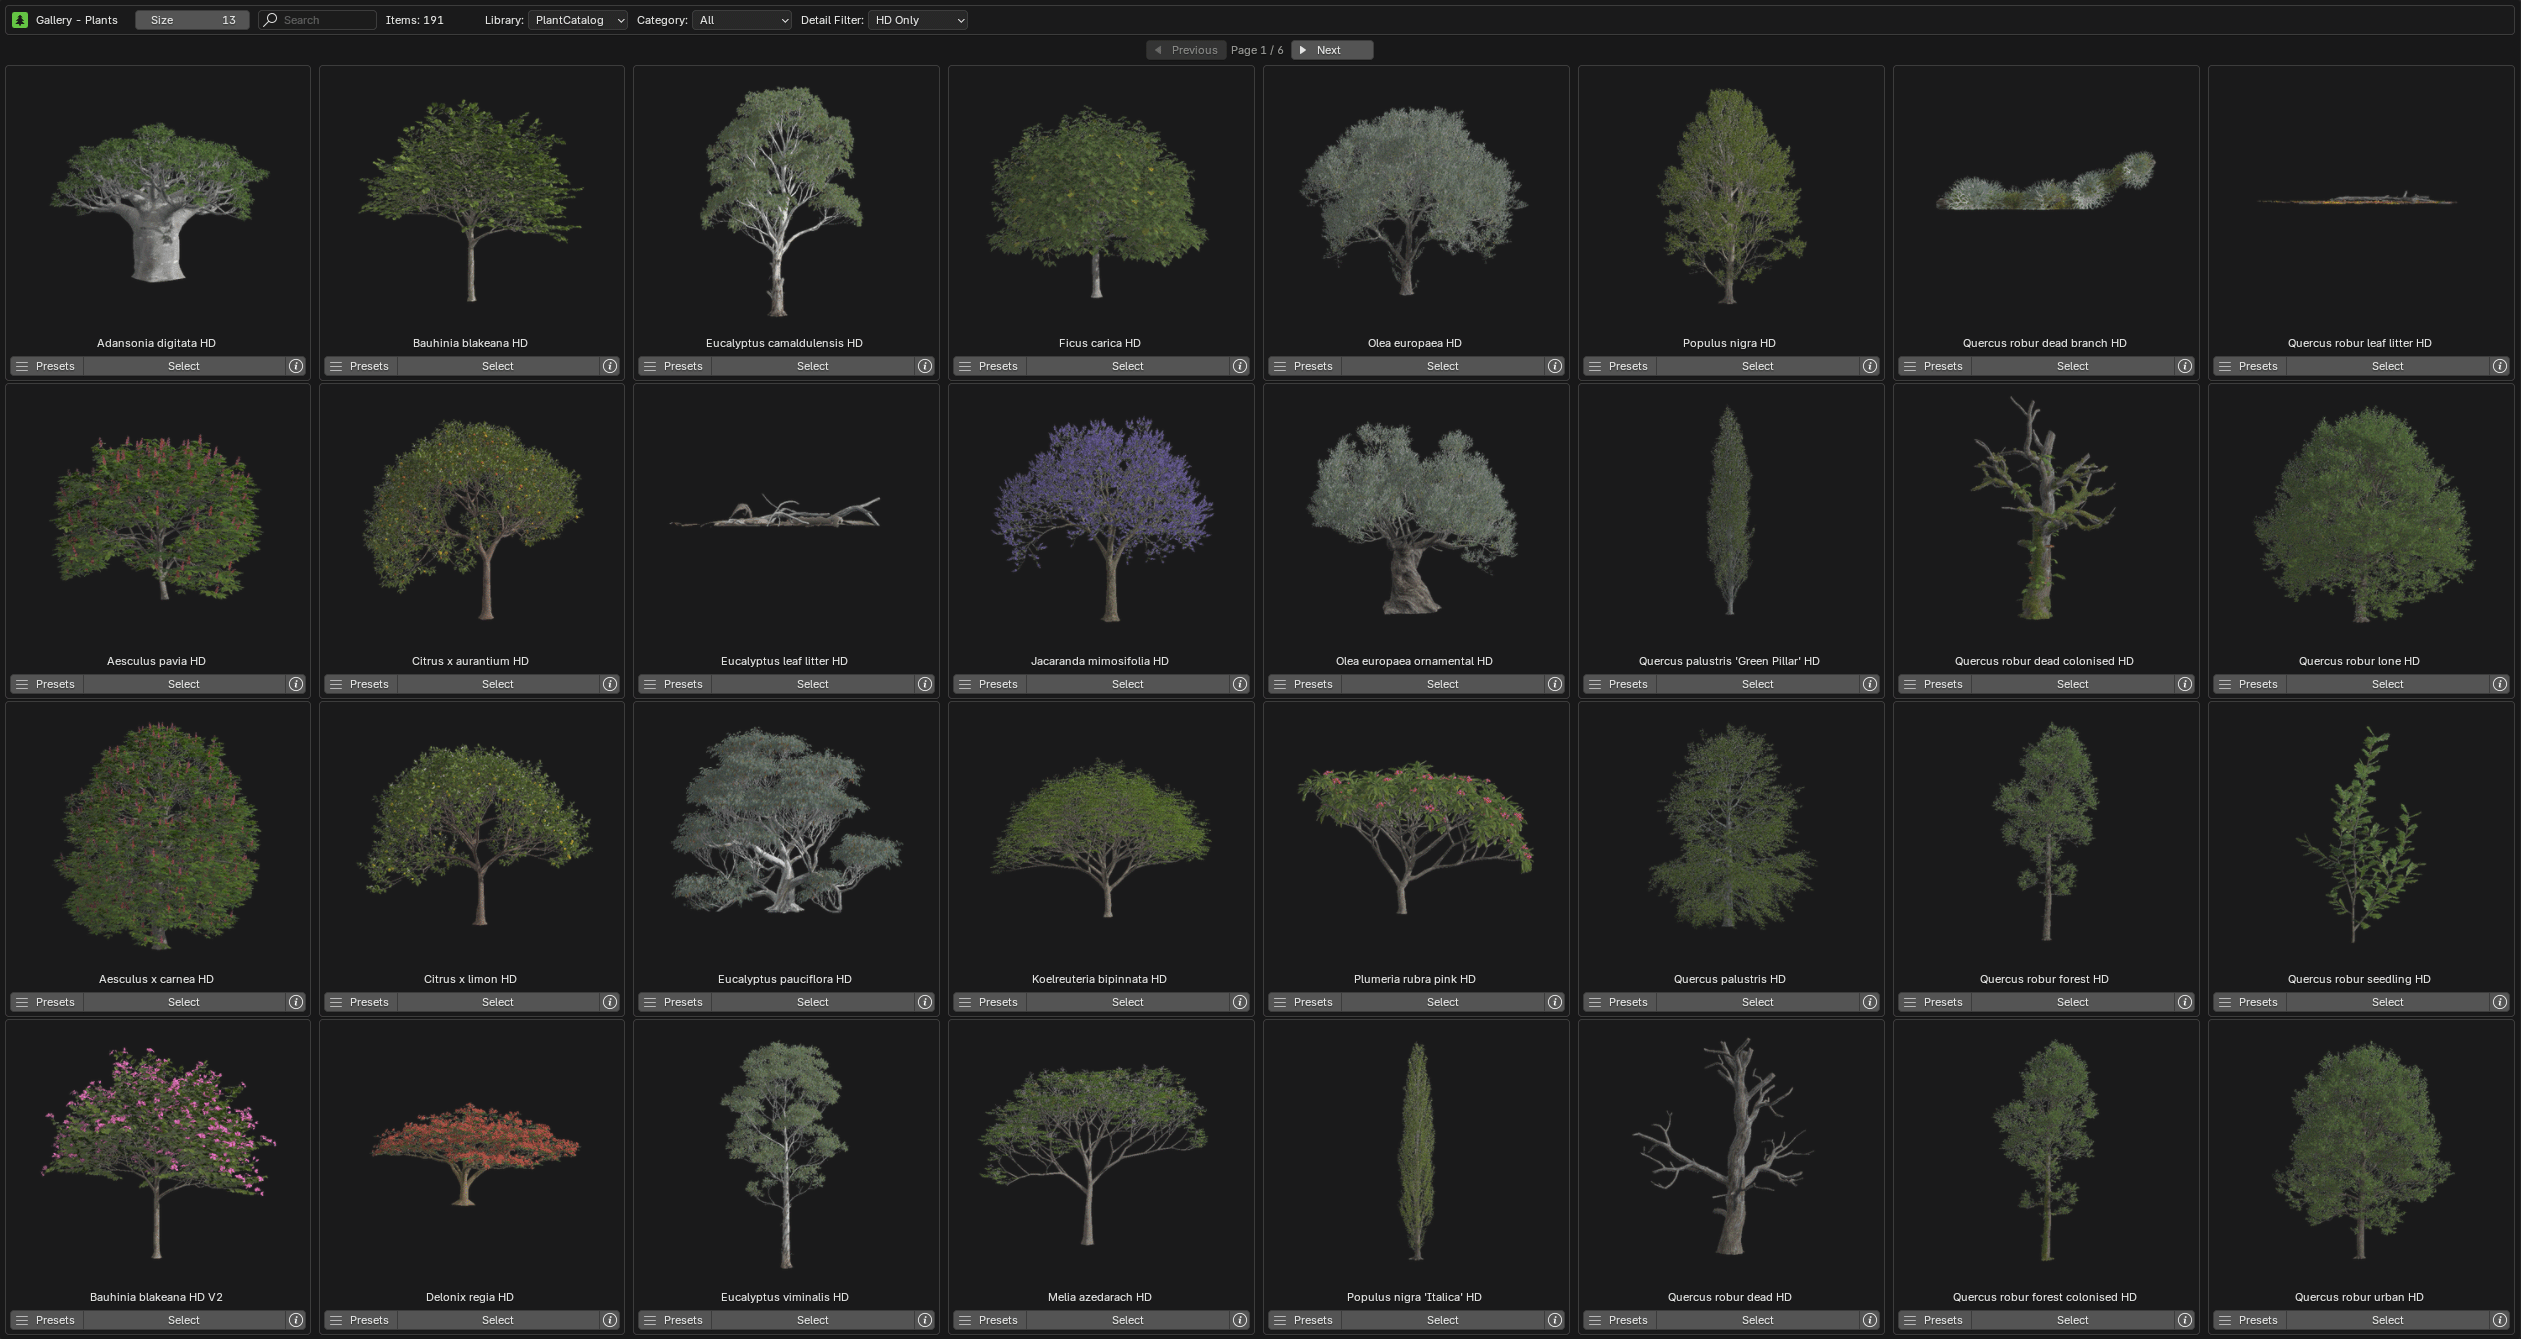 Gallery - Plants Size 13 Search Items: 191 Library: PlantCatalog Category: All Detail Filter: HD Only
Previous Page 1 / 6 Next
Adansonia digitata HD Bauhinia blakeana HD Eucalyptus camaldulensis HD Ficus carica HD Olea europaea HD Populus nigra HD Quercus robur dead branch HD Quercus robur leaf litter HD
Presets Select Presets Select Presets Select Presets Select Presets Select Presets Select Presets Select Presets Select
Aesculus pavia HD Citrus x aurantium HD Eucalyptus leaf litter HD Jacaranda mimosifolia HD Olea europaea ornamental HD Quercus palustris 'Green Pillar' HD Quercus robur dead colonised HD Quercus robur lone HD
Presets Select Presets Select Presets Select Presets Select Presets Select Presets Select Presets Select Presets Select
Aesculus x carnea HD Citrus x limon HD Eucalyptus pauciflora HD Koelreuteria bipinnata HD Plumeria rubra pink HD Quercus palustris HD Quercus robur forest HD Quercus robur seedling HD
Presets Select Presets Select Presets Select Presets Select Presets Select Presets Select Presets Select Presets Select
Bauhinia blakeana HD V2 Delonix regia HD Eucalyptus viminalis HD Melia azedarach HD Populus nigra 'Italica' HD Quercus robur dead HD Quercus robur forest colonised HD Quercus robur urban HD
Presets Select Presets Select Presets Select Presets Select Presets Select Presets Select Presets Select Presets Select